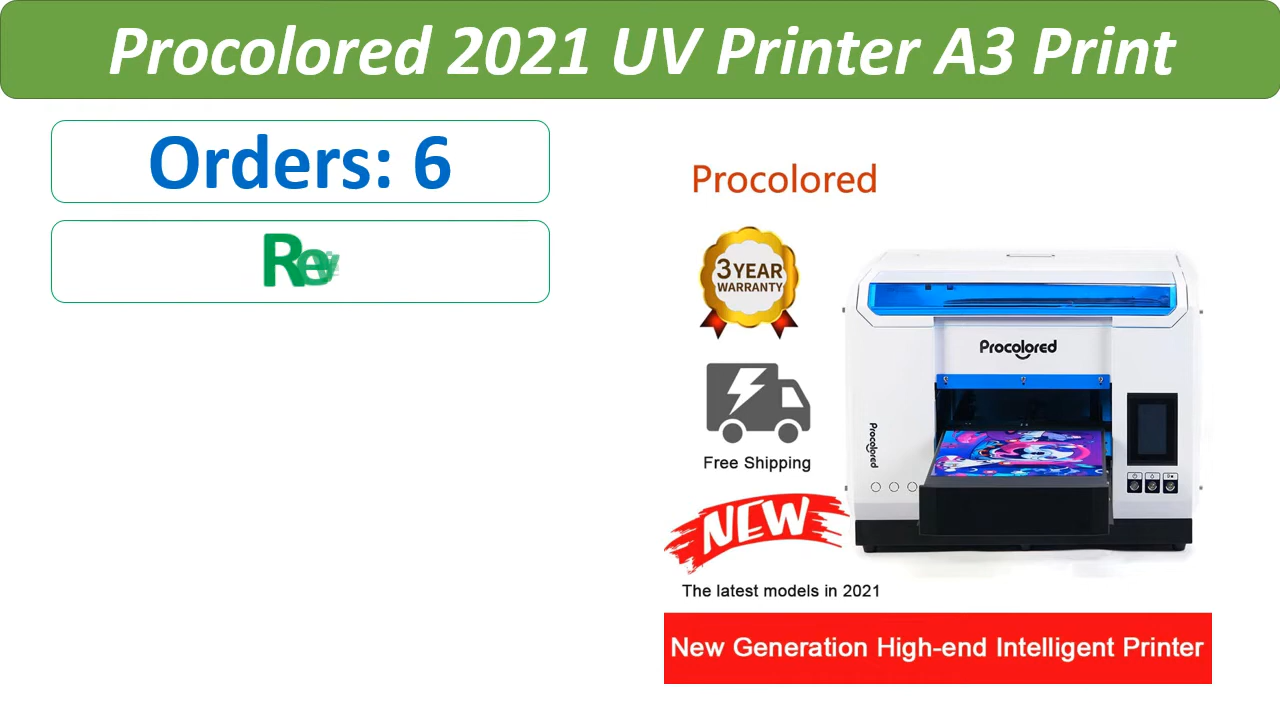 Procolored 2021 UV Printer A3 Print
Orders: 6
Procolored
3 YEAR
WARRANTY
Procolored
Procolored
Free Shipping
NEW
The latest models in 2021
New Generation High-end Intelligent Printer